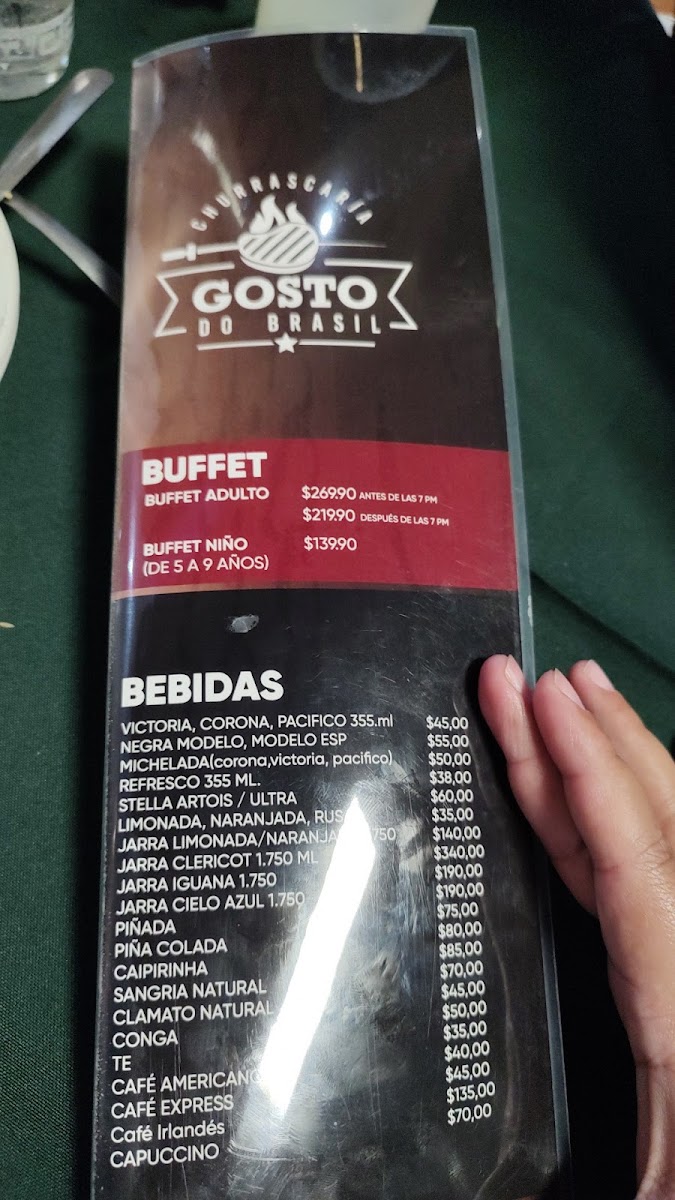 CHURRASCARÍA
GOSTO
DO BRASIL
BUFFET
BUFFET ADULTO $269.90 ANTES DE LAS 7 PM
$219.90 DESPUÉS DE LAS 7 PM
BUFFET NIÑO $139.90
(DE 5 A 9 AÑOS)
BEBIDAS
VICTORIA, CORONA, PACIFICO 355.ml $45,00
NEGRA MODELO, MODELO ESP $55,00
MICHELADA(corona,victoria, pacifico) $50,00
REFRESCO 355 ML. $38,00
STELLA ARTOIS / ULTRA $60,00
LIMONADA, NARANJADA, $35,00
JARRA $140,00
JARRA CLERICOT 1.750 ML $340,00
JARRA IGUANA 1.750 $190,00
JARRA CIELO AZUL 1.750 $190,00
PIÑADA $75,00
PIÑA COLADA $80,00
CAIPIRINHA $85,00
SANGRIA NATURAL $70,00
CLAMATO NATURAL $45,00
CONGA $50,00
TE $35,00
CAFÉ AMERICANO $40,00
CAFÉ EXPRESS $45,00
Café Irlandés $135,00
CAPUCCINO $70,00